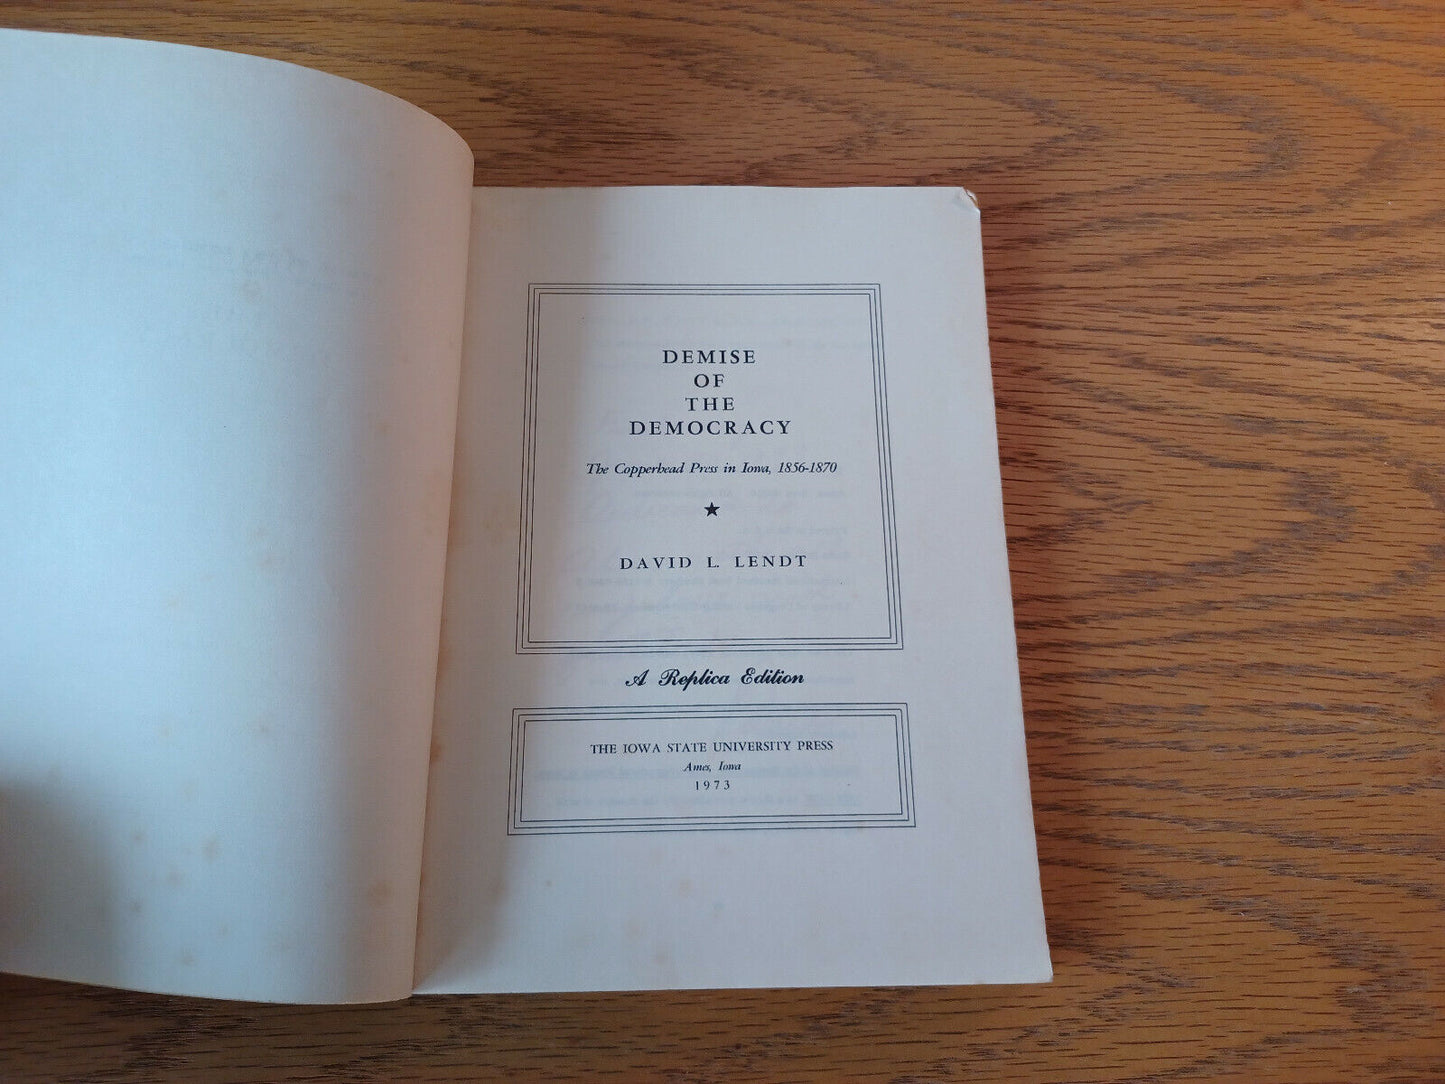 DEMISE
OF
THE
DEMOCRACY
The Copperhead Press in Iowa, 1856-1870
★
DAVID L. LENDT
A Replica Edition
THE IOWA STATE UNIVERSITY PRESS
Ames, Iowa
1973